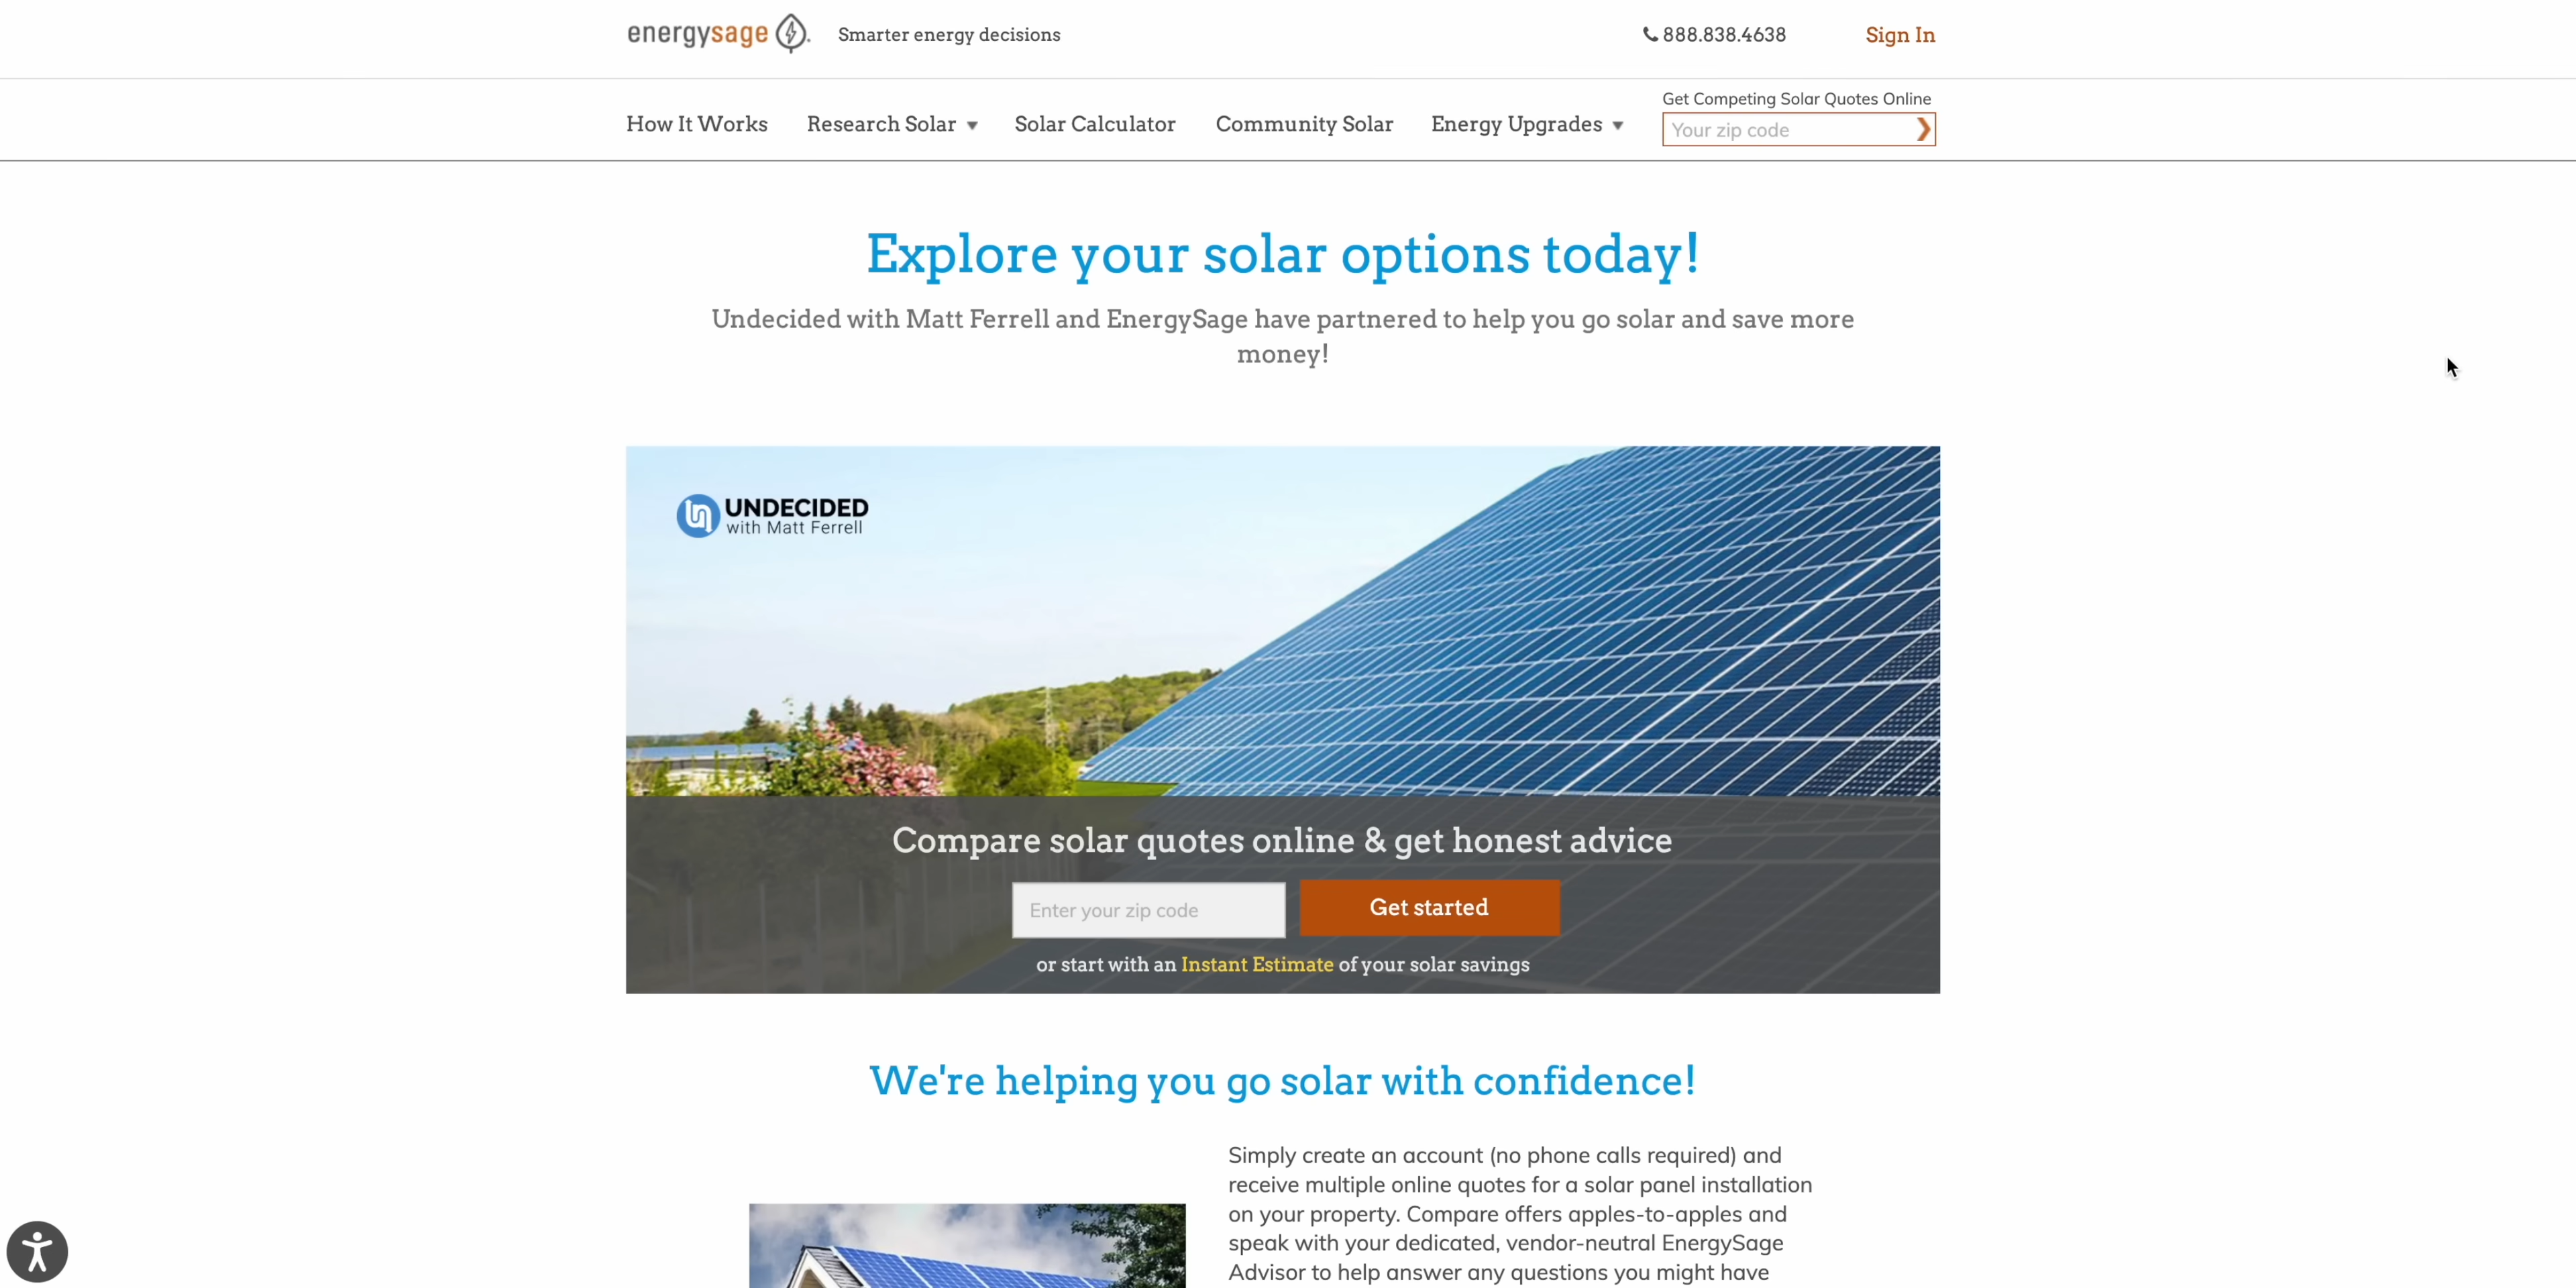 energysage
Smarter energy decisions
888.838.4638
Sign In
How It Works
Research Solar
Solar Calculator
Community Solar
Energy Upgrades
Get Competing Solar Quotes Online
Your zip code
Explore your solar options today!
Undecided with Matt Ferrell and EnergySage have partnered to help you go solar and save more
money!
UNDECIDED
with Matt Ferrell
Compare solar quotes online & get honest advice
Enter your zip code
Get started
or start with an Instant Estimate of your solar savings
We're helping you go solar with confidence!
Simply create an account (no phone calls required) and
receive multiple online quotes for a solar panel installation
on your property. Compare offers apples-to-apples and
speak with your dedicated, vendor-neutral EnergySage
Advisor to help answer any questions you might have